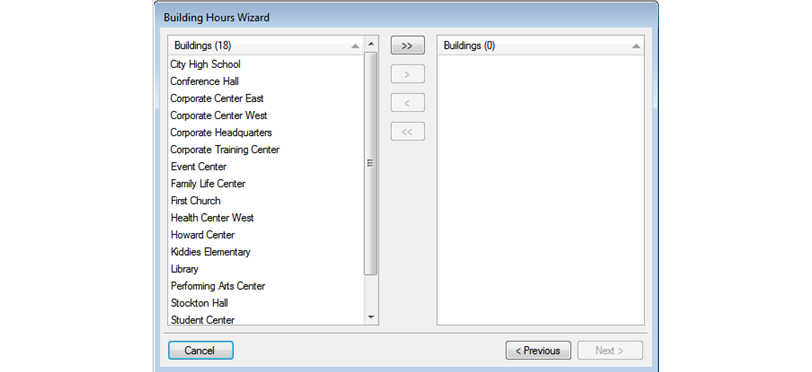 Building Hours Wizard
Buildings (18)
>>
Buildings (0)
City High School
>
Conference Hall
Corporate Center East
<
Corporate Center West
Corporate Headquarters
<<
Corporate Training Center
Event Center
Family Life Center
First Church
Health Center West
Howard Center
Kiddies Elementary
Library
Performing Arts Center
Stockton Hall
Student Center
Cancel
< Previous
Next >